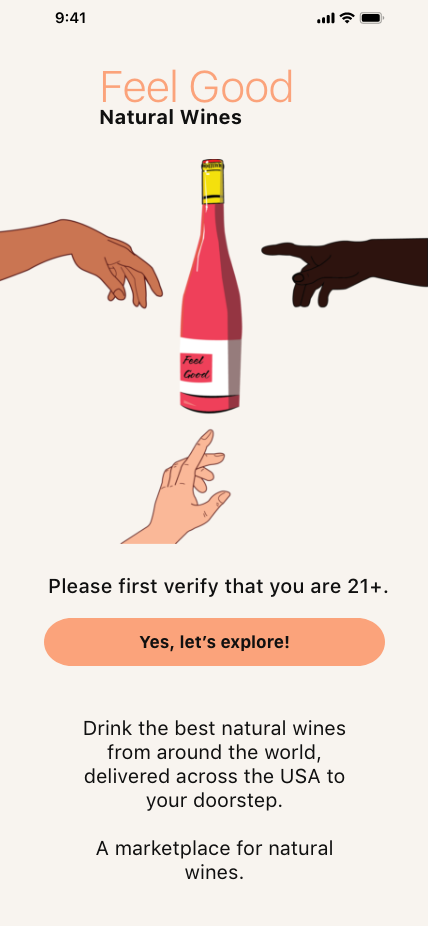 9:41
Feel Good
Natural Wines
Feel
Good
Please first verify that you are 21+.
Yes, let’s explore!
Drink the best natural wines
from around the world,
delivered across the USA to
your doorstep.
A marketplace for natural
wines.